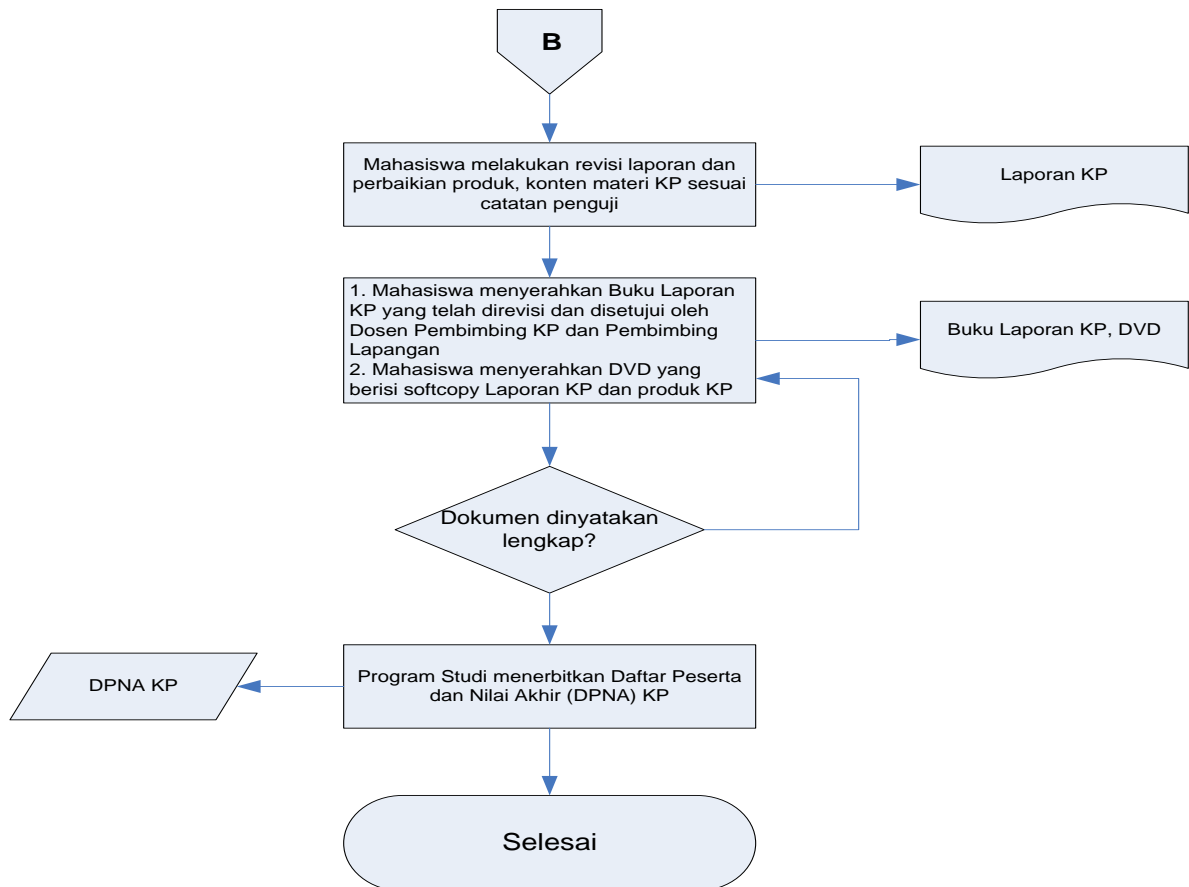 B
Mahasiswa melakukan revisi laporan dan
perbaikian produk, konten materi KP sesuai
catatan penguji
Laporan KP
1. Mahasiswa menyerahkan Buku Laporan
KP yang telah direvisi dan disetujui oleh
Dosen Pembimbing KP dan Pembimbing
Lapangan
2. Mahasiswa menyerahkan DVD yang
berisi softcopy Laporan KP dan produk KP
Buku Laporan KP, DVD
Dokumen dinyatakan
lengkap?
DPNA KP
Program Studi menerbitkan Daftar Peserta
dan Nilai Akhir (DPNA) KP
Selesai